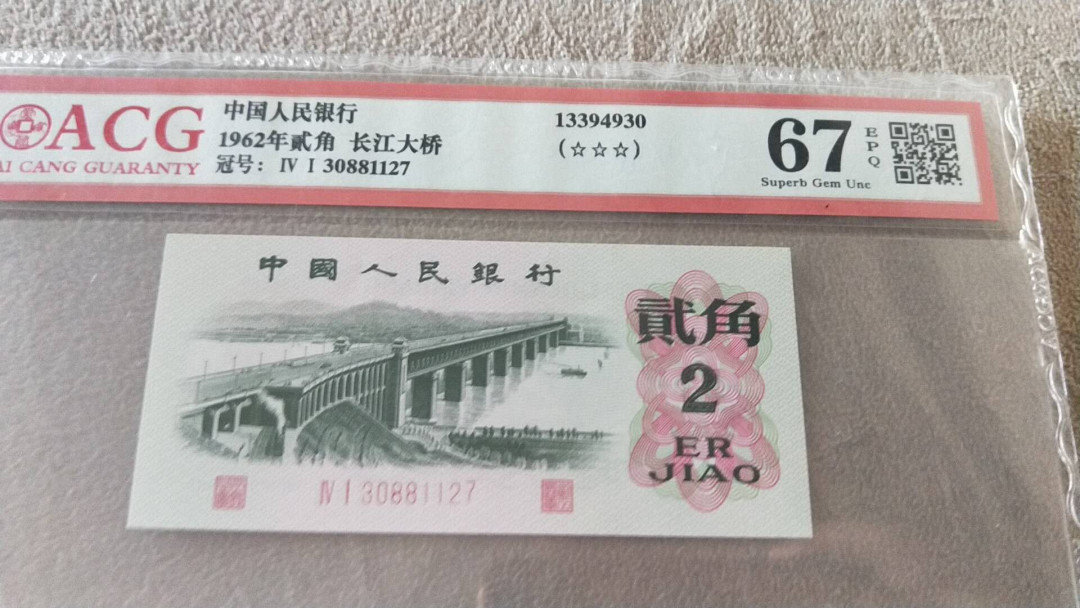 ACG
AI CANG GUARANTY
中国人民銀行
1962年貳角 长江大桥
冠号: Ⅳ Ⅰ 30881127
13394930
(☆☆☆)
67
EPQ
Superb Gem Unc
中國人民銀行
貳角
2
ER
JIAO
Ⅳ Ⅰ 30881127